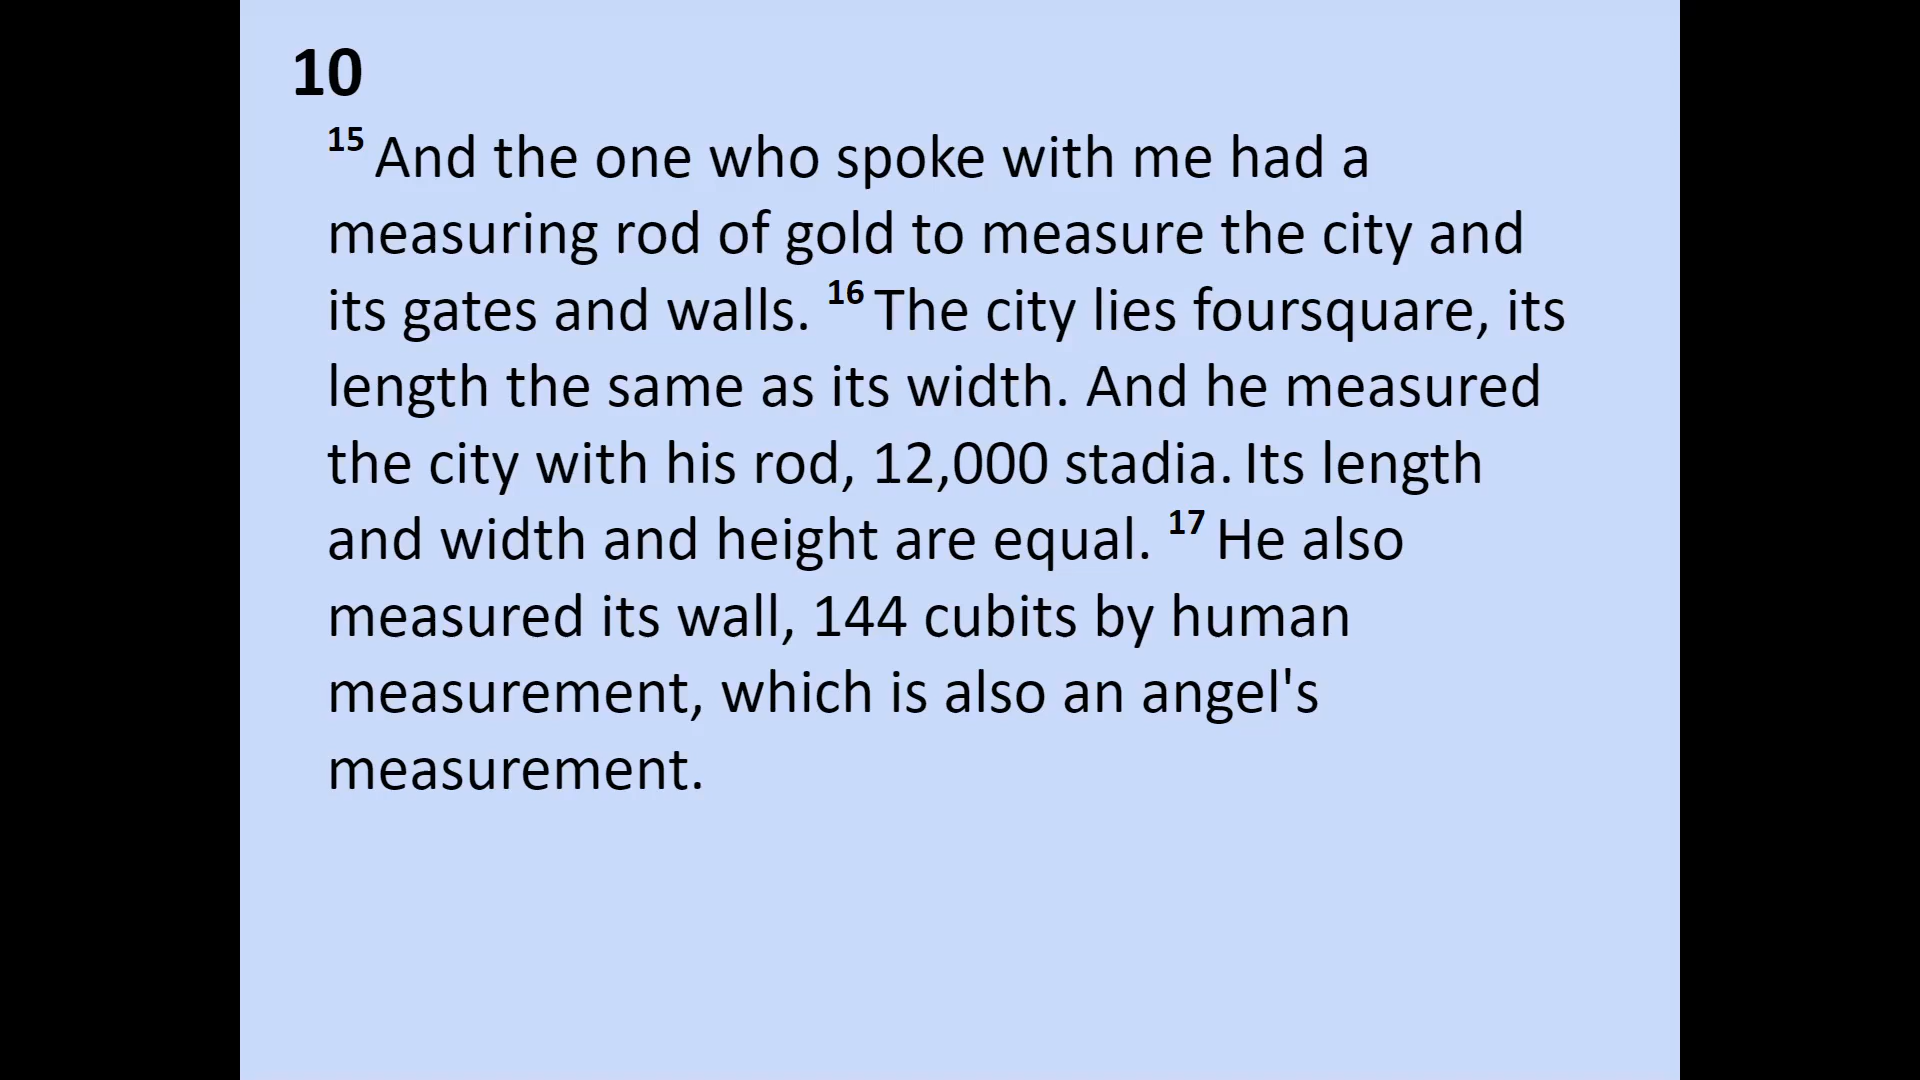 10
15 And the one who spoke with me had a
measuring rod of gold to measure the city and
its gates and walls. 16 The city lies foursquare, its
length the same as its width. And he measured
the city with his rod, 12,000 stadia. Its length
and width and height are equal. 17 He also
measured its wall, 144 cubits by human
measurement, which is also an angel's
measurement.